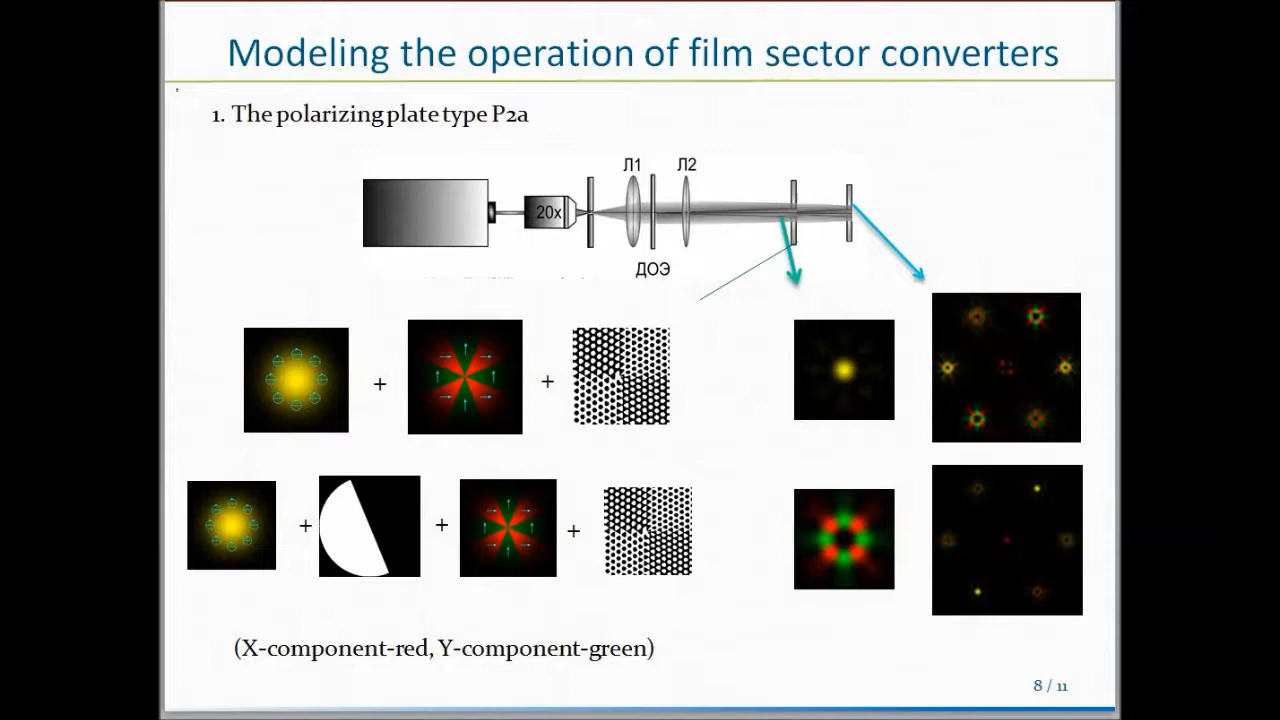 Modeling the operation of film sector converters
1. The polarizing plate type P2a
Л1
Л2
20x
ДОЭ
+
+
+
+
+
(X-component-red, Y-component-green)
8 / 11